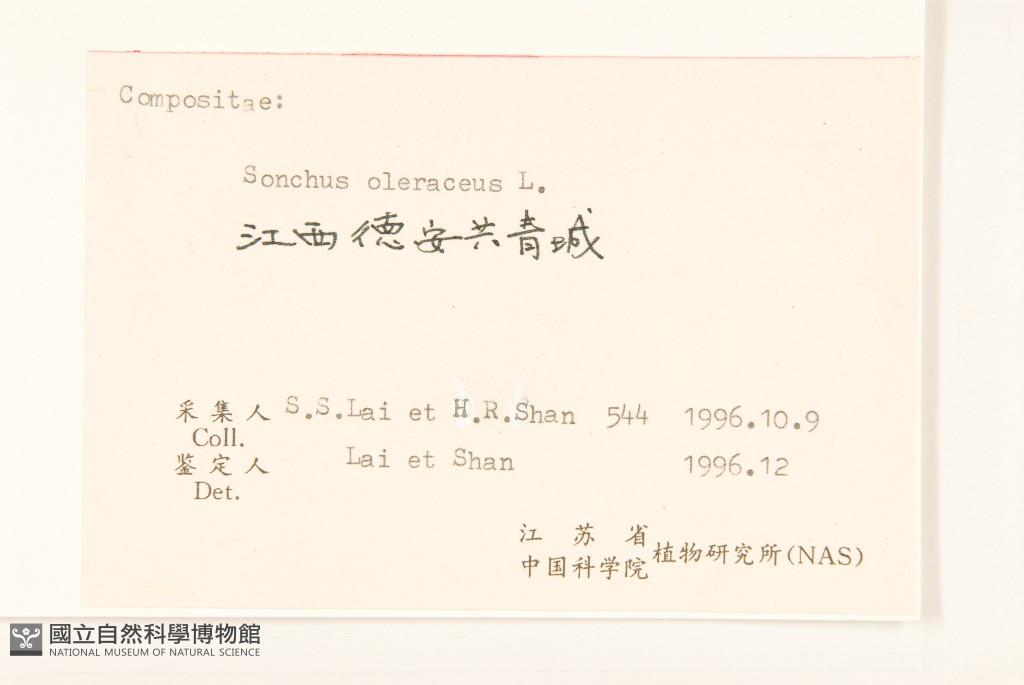 Compositae:
Sonchus oleraceus L.
江西德安共青城
采集人 S.S.Lai et H.R.Shan 544 1996.10.9
Coll.
鉴定人 Lai et Shan 1996.12
Det.
江苏省
中国科学院 植物研究所(NAS)
國立自然科學博物館
NATIONAL MUSEUM OF NATURAL SCIENCE